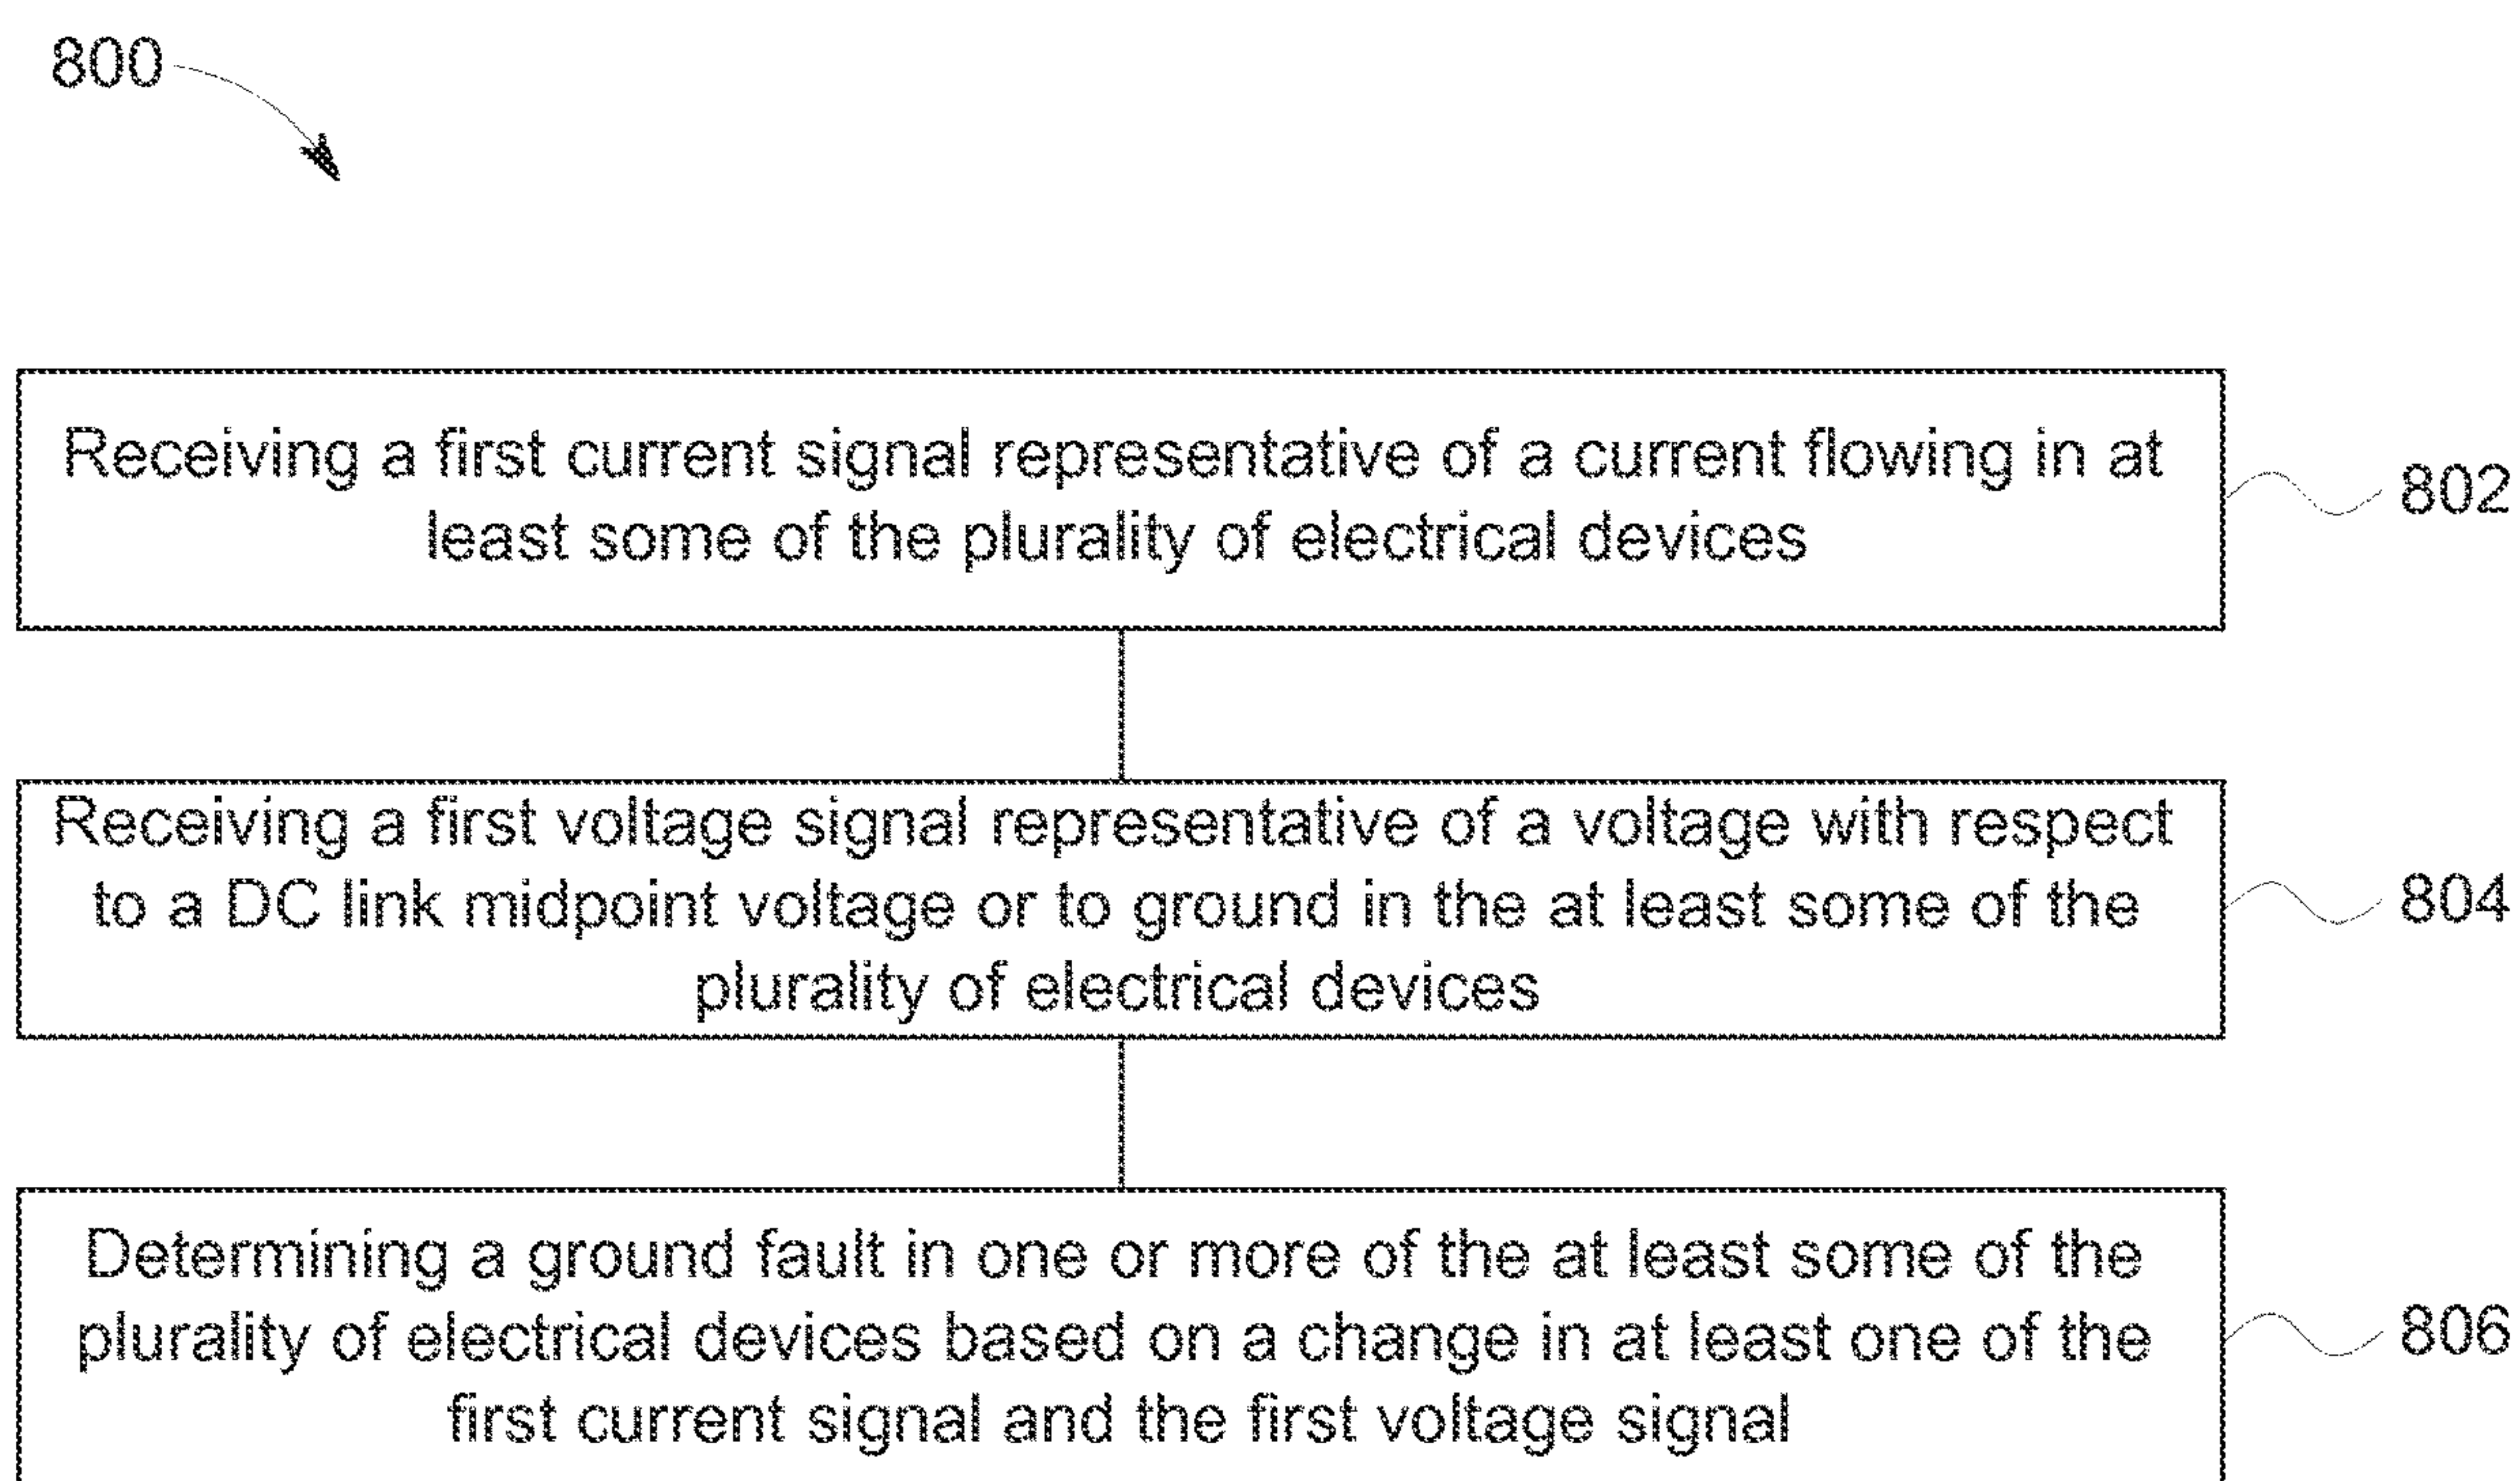 800
Receiving a first current signal representative of a current flowing in at
least some of the plurality of electrical devices
802
Receiving a first voltage signal representative of a voltage with respect
to a DC link midpoint voltage or to ground in the at least some of the
plurality of electrical devices
804
Determining a ground fault in one or more of the at least some of the
plurality of electrical devices based on a change in at least one of the
first current signal and the first voltage signal
806